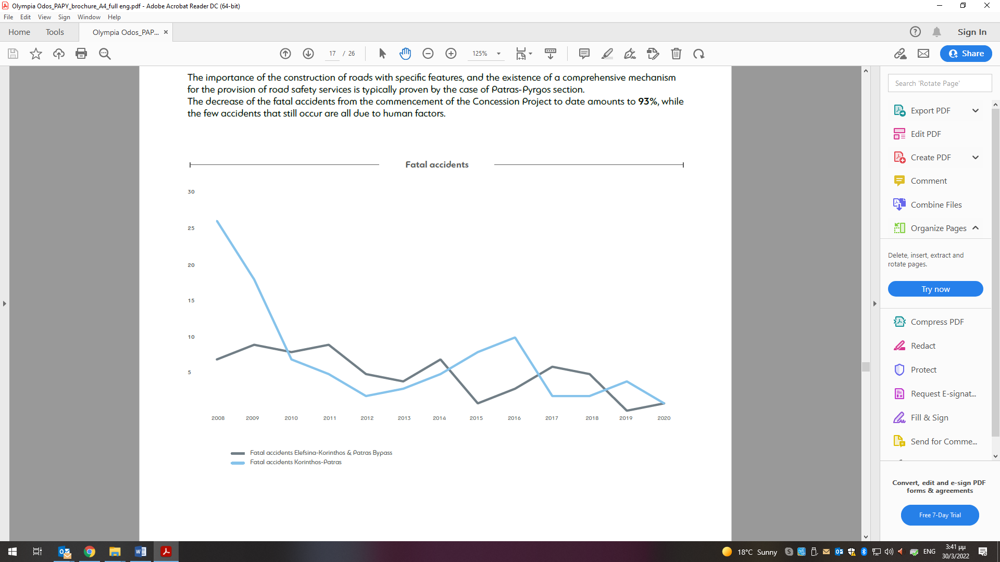 Olympia Odos_PAPY_brochure_A4_full eng.pdf - Adobe Acrobat Reader DC (64-bit)
File Edit View Sign Window Help
Home Tools Olympia Odos_PAP... ×
Sign In
17 / 26
125%
Share
The importance of the construction of roads with specific features, and the existence of a comprehensive mechanism
for the provision of road safety services is typically proven by the case of Patras-Pyrgos section.
The decrease of the fatal accidents from the commencement of the Concession Project to date amounts to 93%, while
the few accidents that still occur are all due to human factors.
Fatal accidents
30
25
20
15
10
5
2008 2009 2010 2011 2012 2013 2014 2015 2016 2017 2018 2019 2020
Fatal accidents Elefsina-Korinthos & Patras Bypass
Fatal accidents Korinthos-Patras
Search 'Rotate Page'
Export PDF
Edit PDF
Create PDF
Comment
Combine Files
Organize Pages
Delete, insert, extract and
rotate pages.
Try now
Compress PDF
Redact
Protect
Request E-signat...
Fill & Sign
Send for Comme...
Convert, edit and e-sign PDF
forms & agreements
Free 7-Day Trial
18°C Sunny
ENG
3:41 μμ
30/3/2022